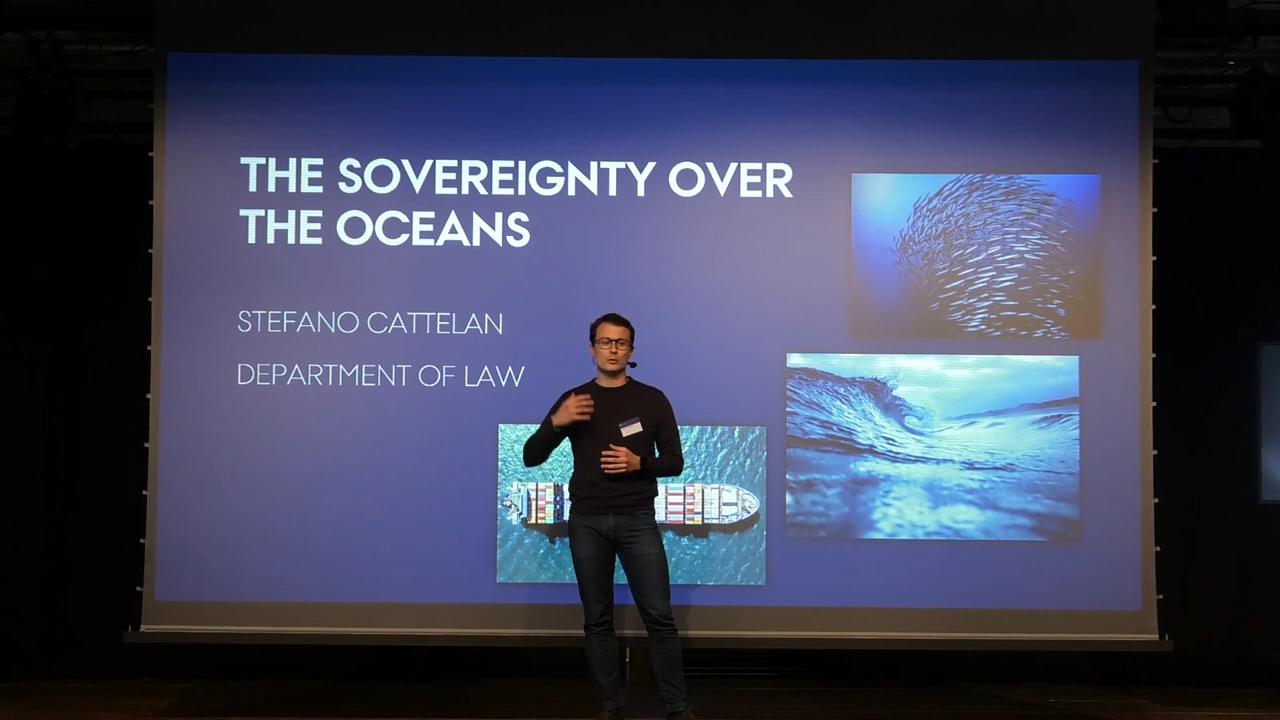 THE SOVEREIGNTY OVER
THE OCEANS
STEFANO CATTELAN
DEPARTMENT OF LAW